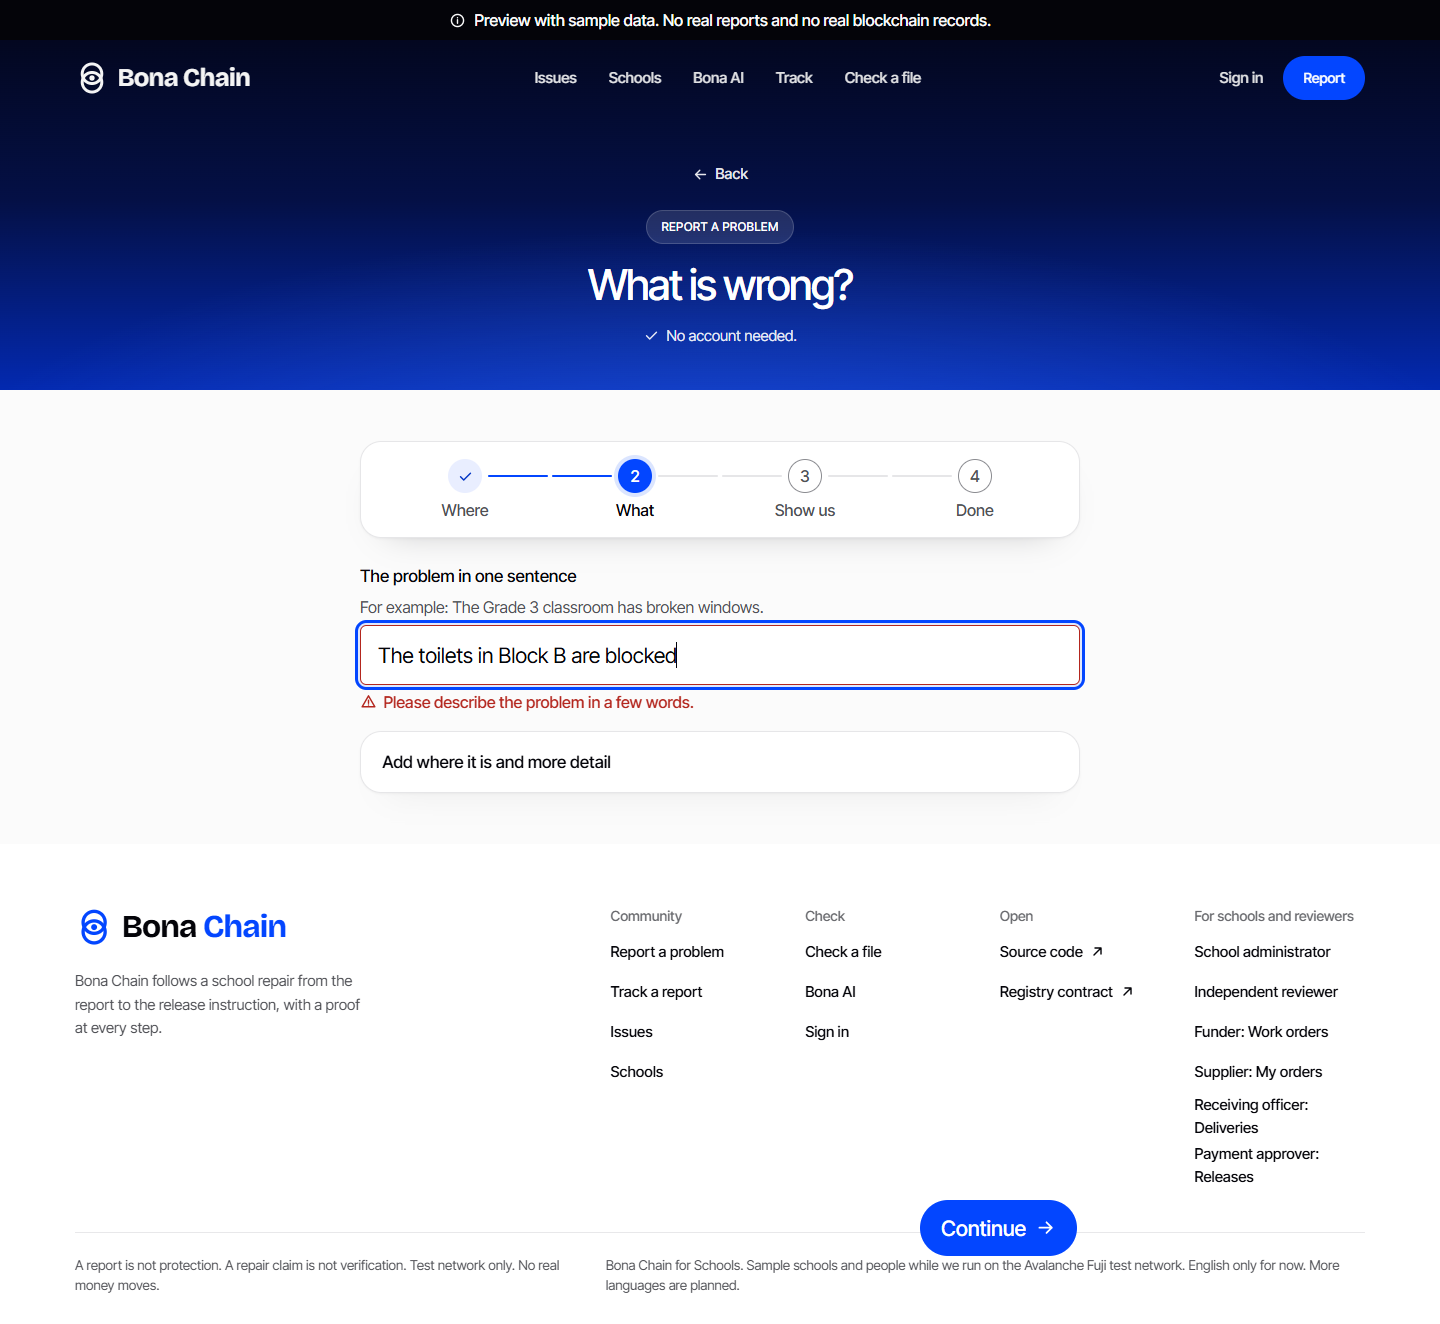 Preview with sample data. No real reports and no real blockchain records.
Bona Chain
Issues
Schools
Bona AI
Track
Check a file
Sign in
Report
Back
REPORT A PROBLEM
What is wrong?
No account needed.
2
3
4
Where
What
Show us
Done
The problem in one sentence
For example: The Grade 3 classroom has broken windows.
The toilets in Block B are blocked
Please describe the problem in a few words.
Add where it is and more detail
Bona Chain
Bona Chain follows a school repair from the
report to the release instruction, with a proof
at every step.
Community
Report a problem
Track a report
Issues
Schools
Check
Check a file
Bona AI
Sign in
Open
Source code
Registry contract
For schools and reviewers
School administrator
Independent reviewer
Funder: Work orders
Supplier: My orders
Receiving officer:
Deliveries
Payment approver:
Releases
Continue
A report is not protection. A repair claim is not verification. Test network only. No real
money moves.
Bona Chain for Schools. Sample schools and people while we run on the Avalanche Fuji test network. English only for now. More
languages are planned.